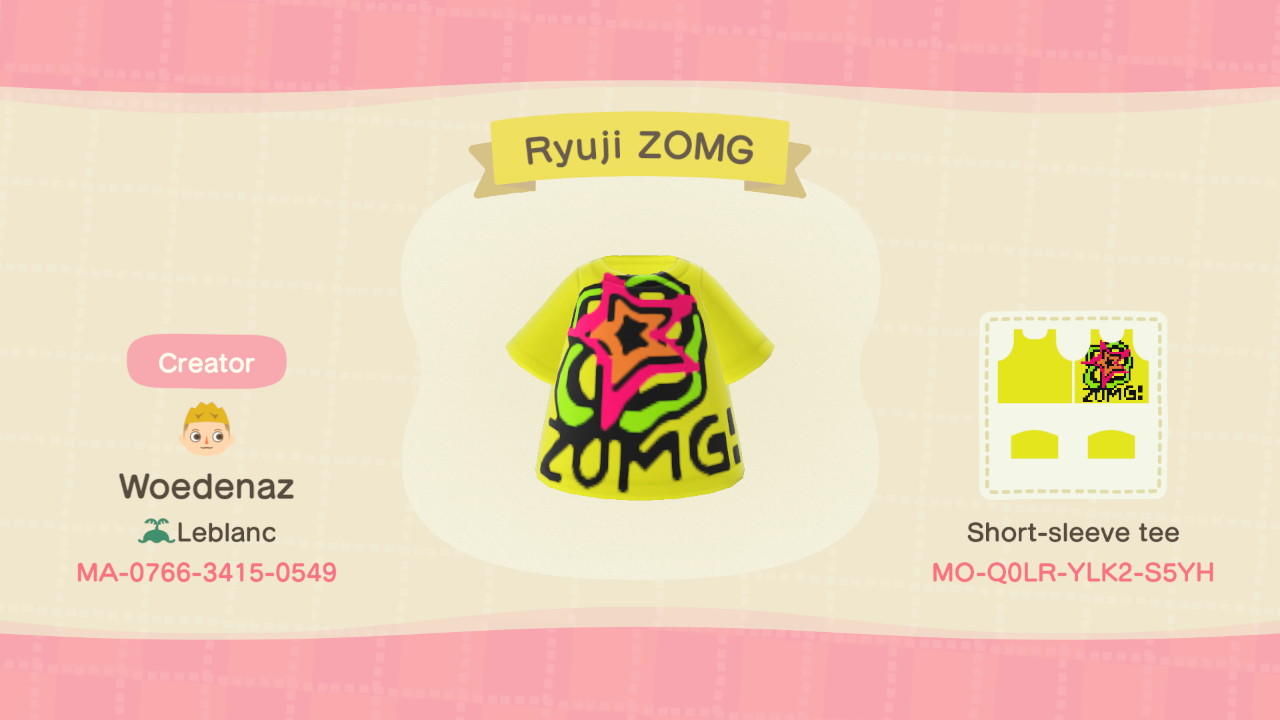 Ryuji ZOMG
ZOMG!
Creator
Woedenaz
Leblanc
MA-0766-3415-0549
ZOMG!
Short-sleeve tee
MO-Q0LR-YLK2-S5YH